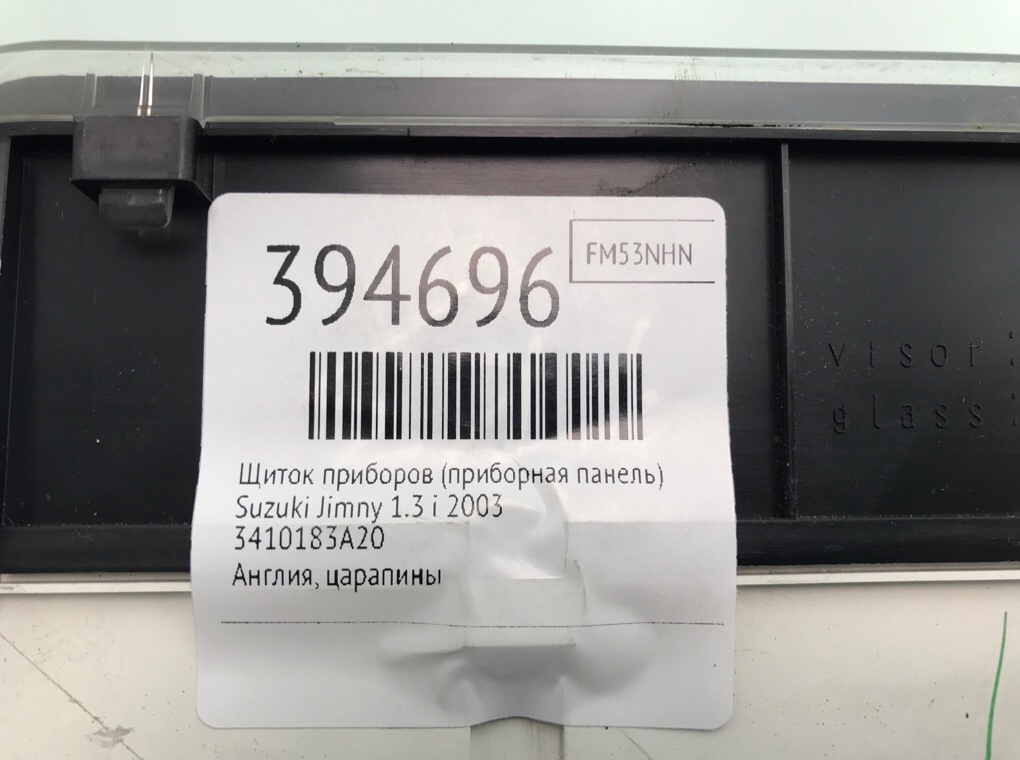 394696
FM53NHN
Щиток приборов (приборная панель)
Suzuki Jimny 1.3 i 2003
3410183A20
Англия, царапины
visor :
glass :